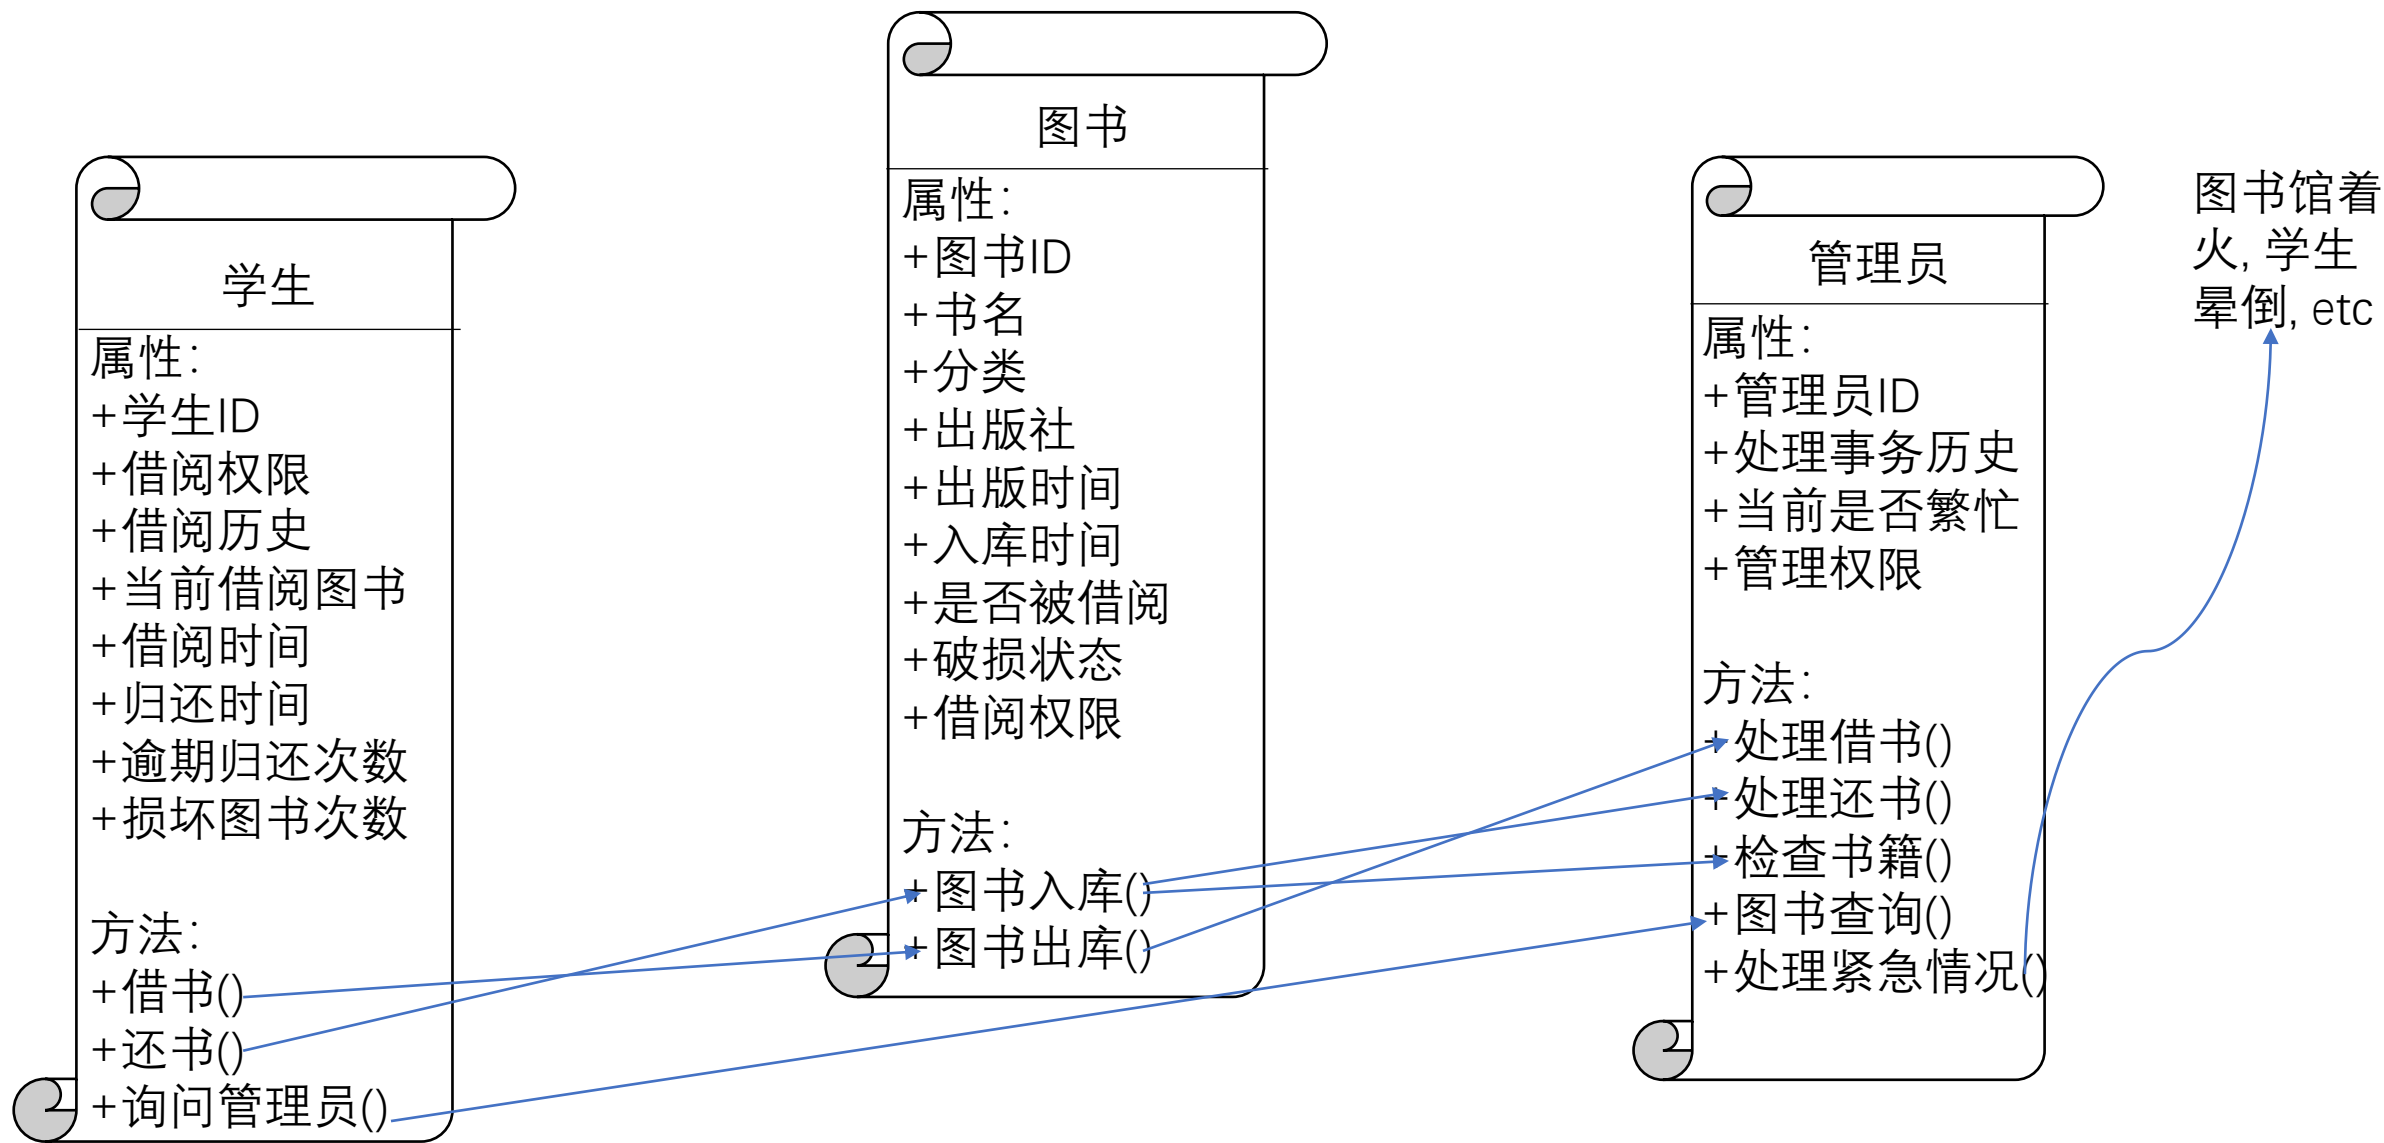 学生
属性：
+学生ID
+借阅权限
+借阅历史
+当前借阅图书
+借阅时间
+归还时间
+逾期归还次数
+损坏图书次数
方法：
+借书()
+还书()
+询问管理员()
图书
属性：
+图书ID
+书名
+分类
+出版社
+出版时间
+入库时间
+是否被借阅
+破损状态
+借阅权限
方法：
+图书入库()
+图书出库()
管理员
属性：
+管理员ID
+处理事务历史
+当前是否繁忙
+管理权限
方法：
+处理借书()
+处理还书()
+检查书籍()
+图书查询()
+处理紧急情况()
图书馆着
火, 学生
晕倒, etc